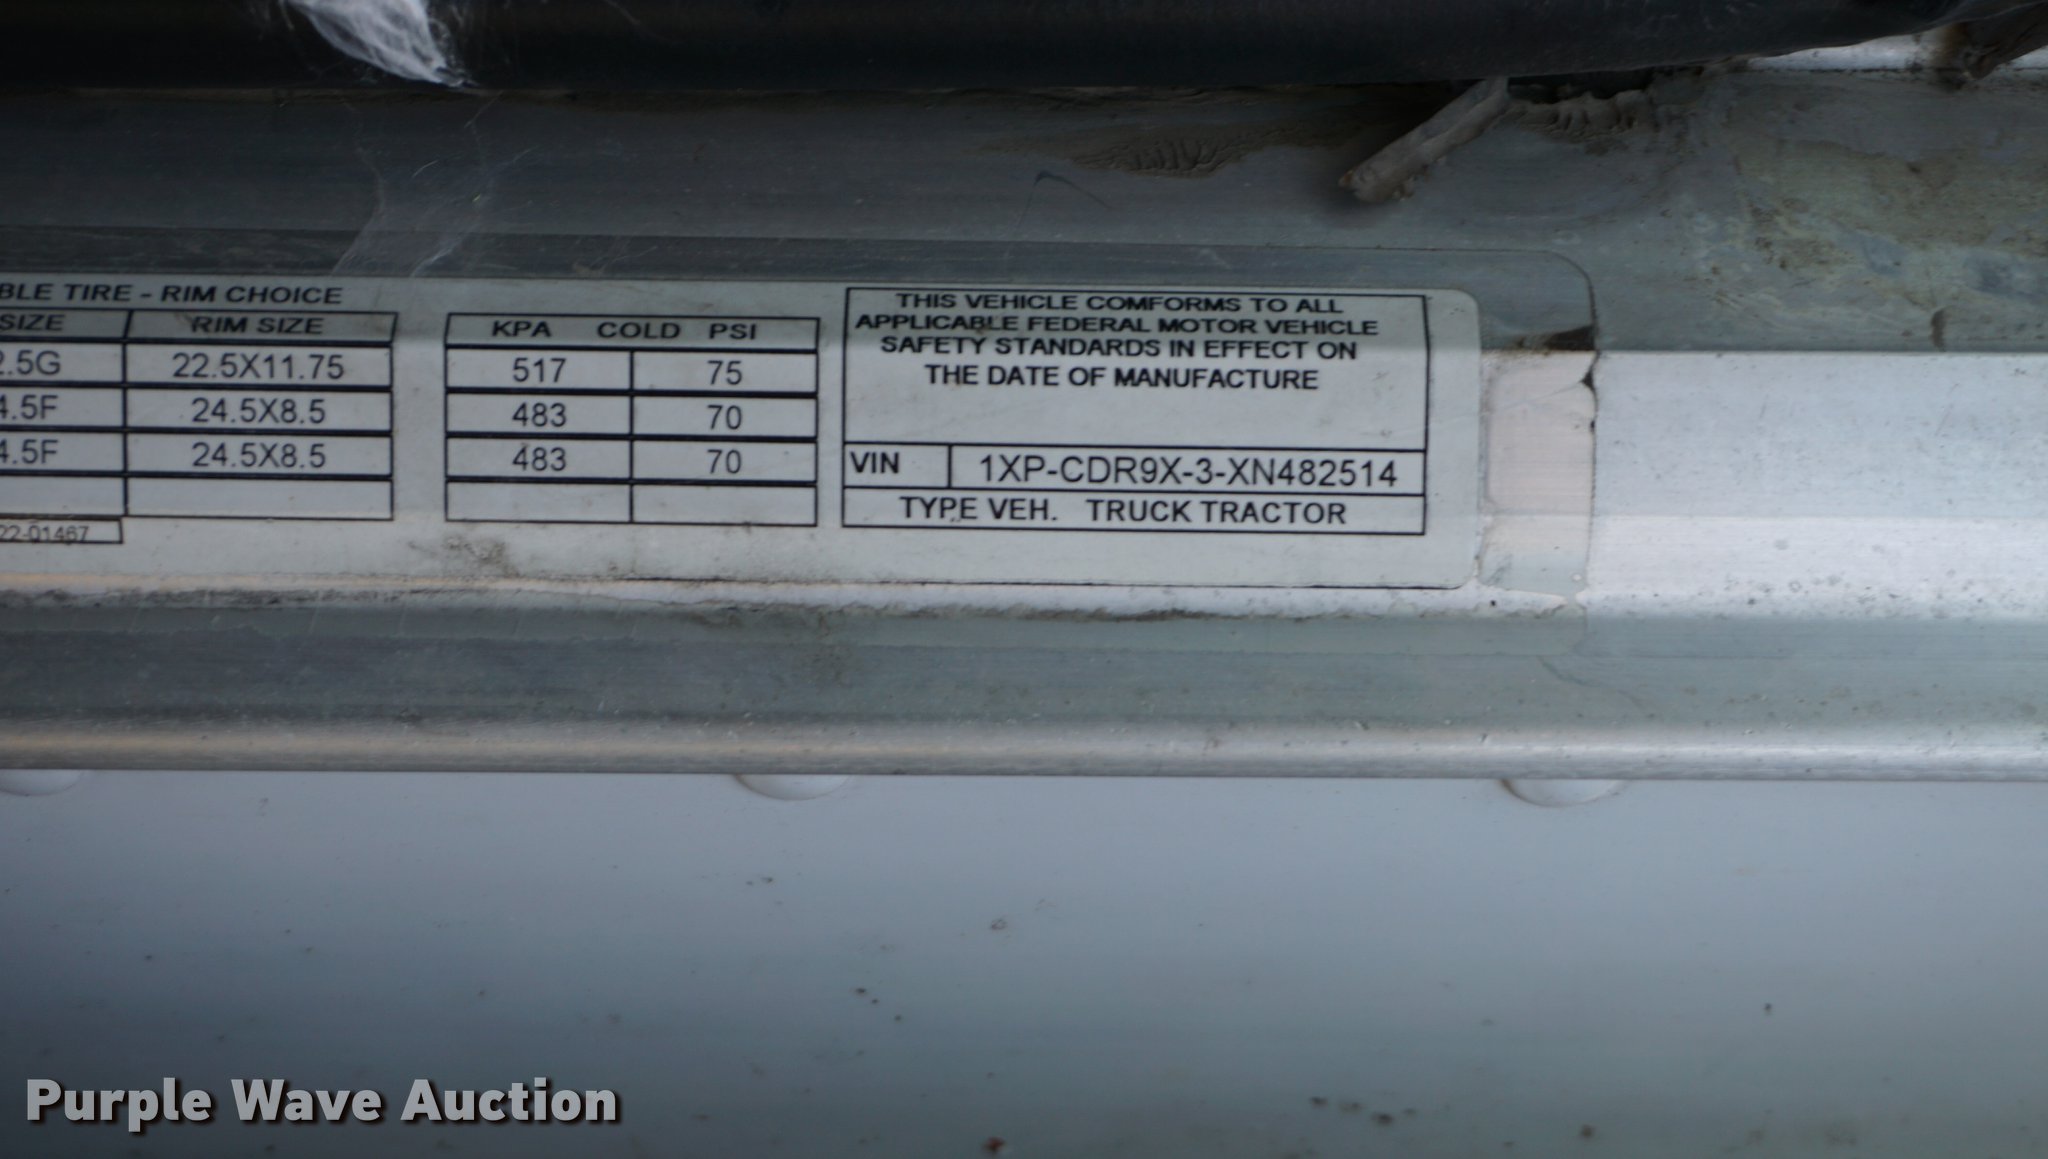 BLE TIRE - RIM CHOICE
SIZE RIM SIZE
2.5G 22.5X11.75
4.5F 24.5X8.5
4.5F 24.5X8.5
22-01467
KPA COLD PSI
517 75
483 70
483 70
THIS VEHICLE COMFORMS TO ALL
APPLICABLE FEDERAL MOTOR VEHICLE
SAFETY STANDARDS IN EFFECT ON
THE DATE OF MANUFACTURE
VIN 1XP-CDR9X-3-XN482514
TYPE VEH. TRUCK TRACTOR
Purple Wave Auction